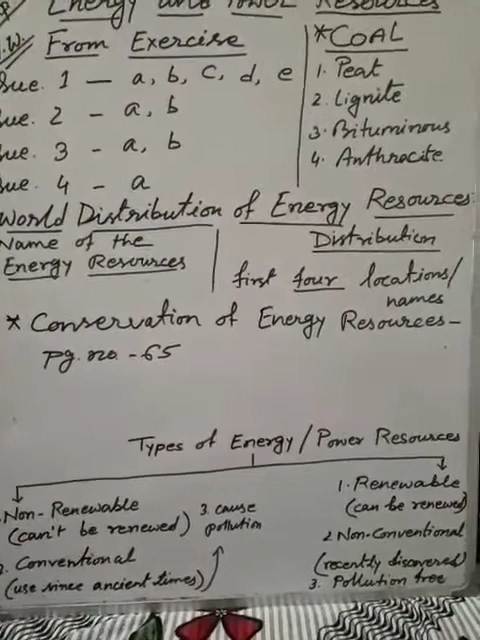 Energy and Power Resources
.W. From Exercise
Que. 1 — a, b, c, d, e
Que. 2 - a, b
Que. 3 - a, b
Que. 4 - a
*COAL
1. Peat
2. Lignite
3. Bituminous
4. Anthracite
World Distribution of Energy Resources
Name of the
Energy Resources
Distribution
first four locations/
names
* Conservation of Energy Resources-
Pg. no. - 65
Types of Energy/Power Resources
Non-Renewable
(can't be renewed)
2. Conventional
(use since ancient times)
3. cause
pollution
1. Renewable
(can be renewed)
2. Non-Conventional
(recently discovered)
3. Pollution free